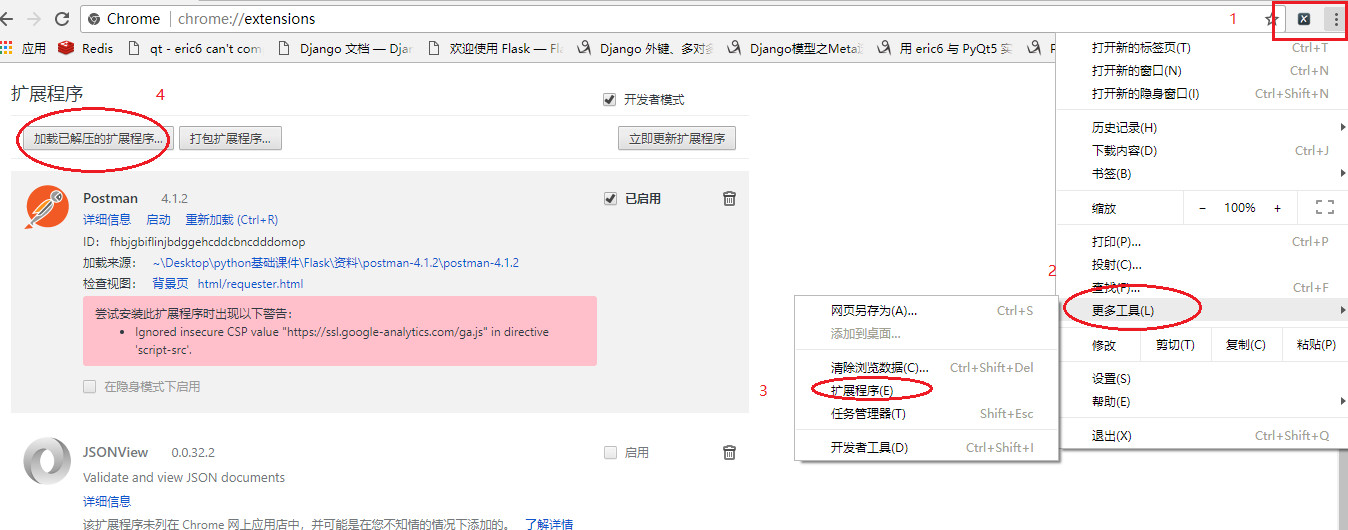 Chrome | chrome://extensions
1
应用 Redis qt - eric6 can't com Django 文档 — Djan 欢迎使用 Flask — Fla Django 外键、多对多 Django模型之Meta 用 eric6 与 PyQt5 实
扩展程序
4
开发者模式
加载已解压的扩展程序... 打包扩展程序... 立即更新扩展程序
Postman 4.1.2 已启用
详细信息 启动 重新加载 (Ctrl+R)
ID: fhbjgbiflinjbdggehcddcbncdddomop
加载来源： ~\Desktop\python基础课件\Flask\资料\postman-4.1.2\postman-4.1.2
检查视图： 背景页 html/requester.html
尝试安装此扩展程序时出现以下警告：
Ignored insecure CSP value "https://ssl.google-analytics.com/ga.js" in directive
'script-src'.
在隐身模式下启用
JSONView 0.0.32.2 启用
Validate and view JSON documents
详细信息
该扩展程序未列在 Chrome 网上应用店中，并可能是在您不知情的情况下添加的。 了解详情
打开新的标签页(T) Ctrl+T
打开新的窗口(N) Ctrl+N
打开新的隐身窗口(I) Ctrl+Shift+N
历史记录(H)
下载内容(D) Ctrl+J
书签(B)
缩放 − 100% +
打印(P)... Ctrl+P
投射(C)...
2
查找(F)... Ctrl+F
更多工具(L)
修改 剪切(T) 复制(C) 粘贴(P)
设置(S)
帮助(E)
退出(X) Ctrl+Shift+Q
网页另存为(A)... Ctrl+S
添加到桌面...
清除浏览数据(C)... Ctrl+Shift+Del
3
扩展程序(E)
任务管理器(T) Shift+Esc
开发者工具(D) Ctrl+Shift+I